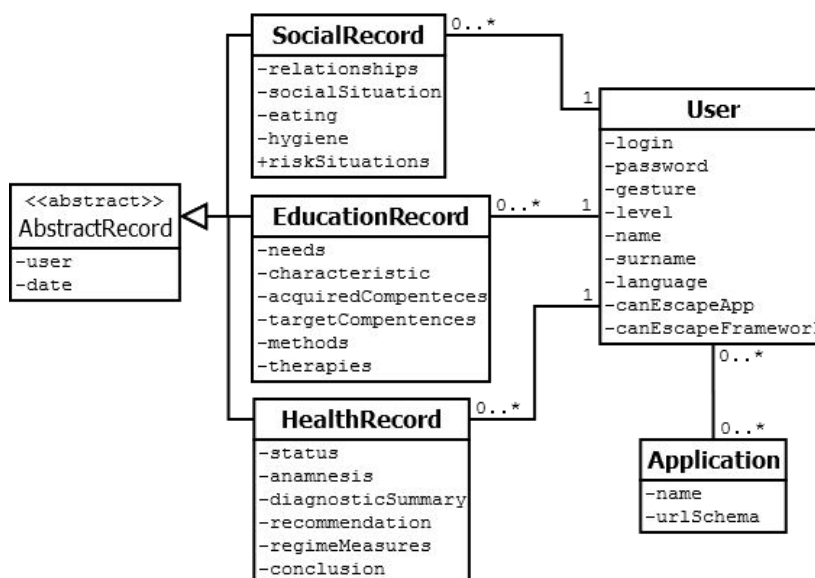 SocialRecord
-relationships
-socialSituation
-eating
-hygiene
+riskSituations
0..*
1
<<abstract>>
AbstractRecord
-user
-date
EducationRecord
-needs
-characteristic
-acquiredCompenteces
-targetCompentences
-methods
-therapies
0..*
1
HealthRecord
-status
-anamnesis
-diagnosticSummary
-recommendation
-regimeMeasures
-conclusion
0..*
1
User
-login
-password
-gesture
-level
-name
-surname
-language
-canEscapeApp
-canEscapeFramework
0..*
0..*
Application
-name
-urlSchema